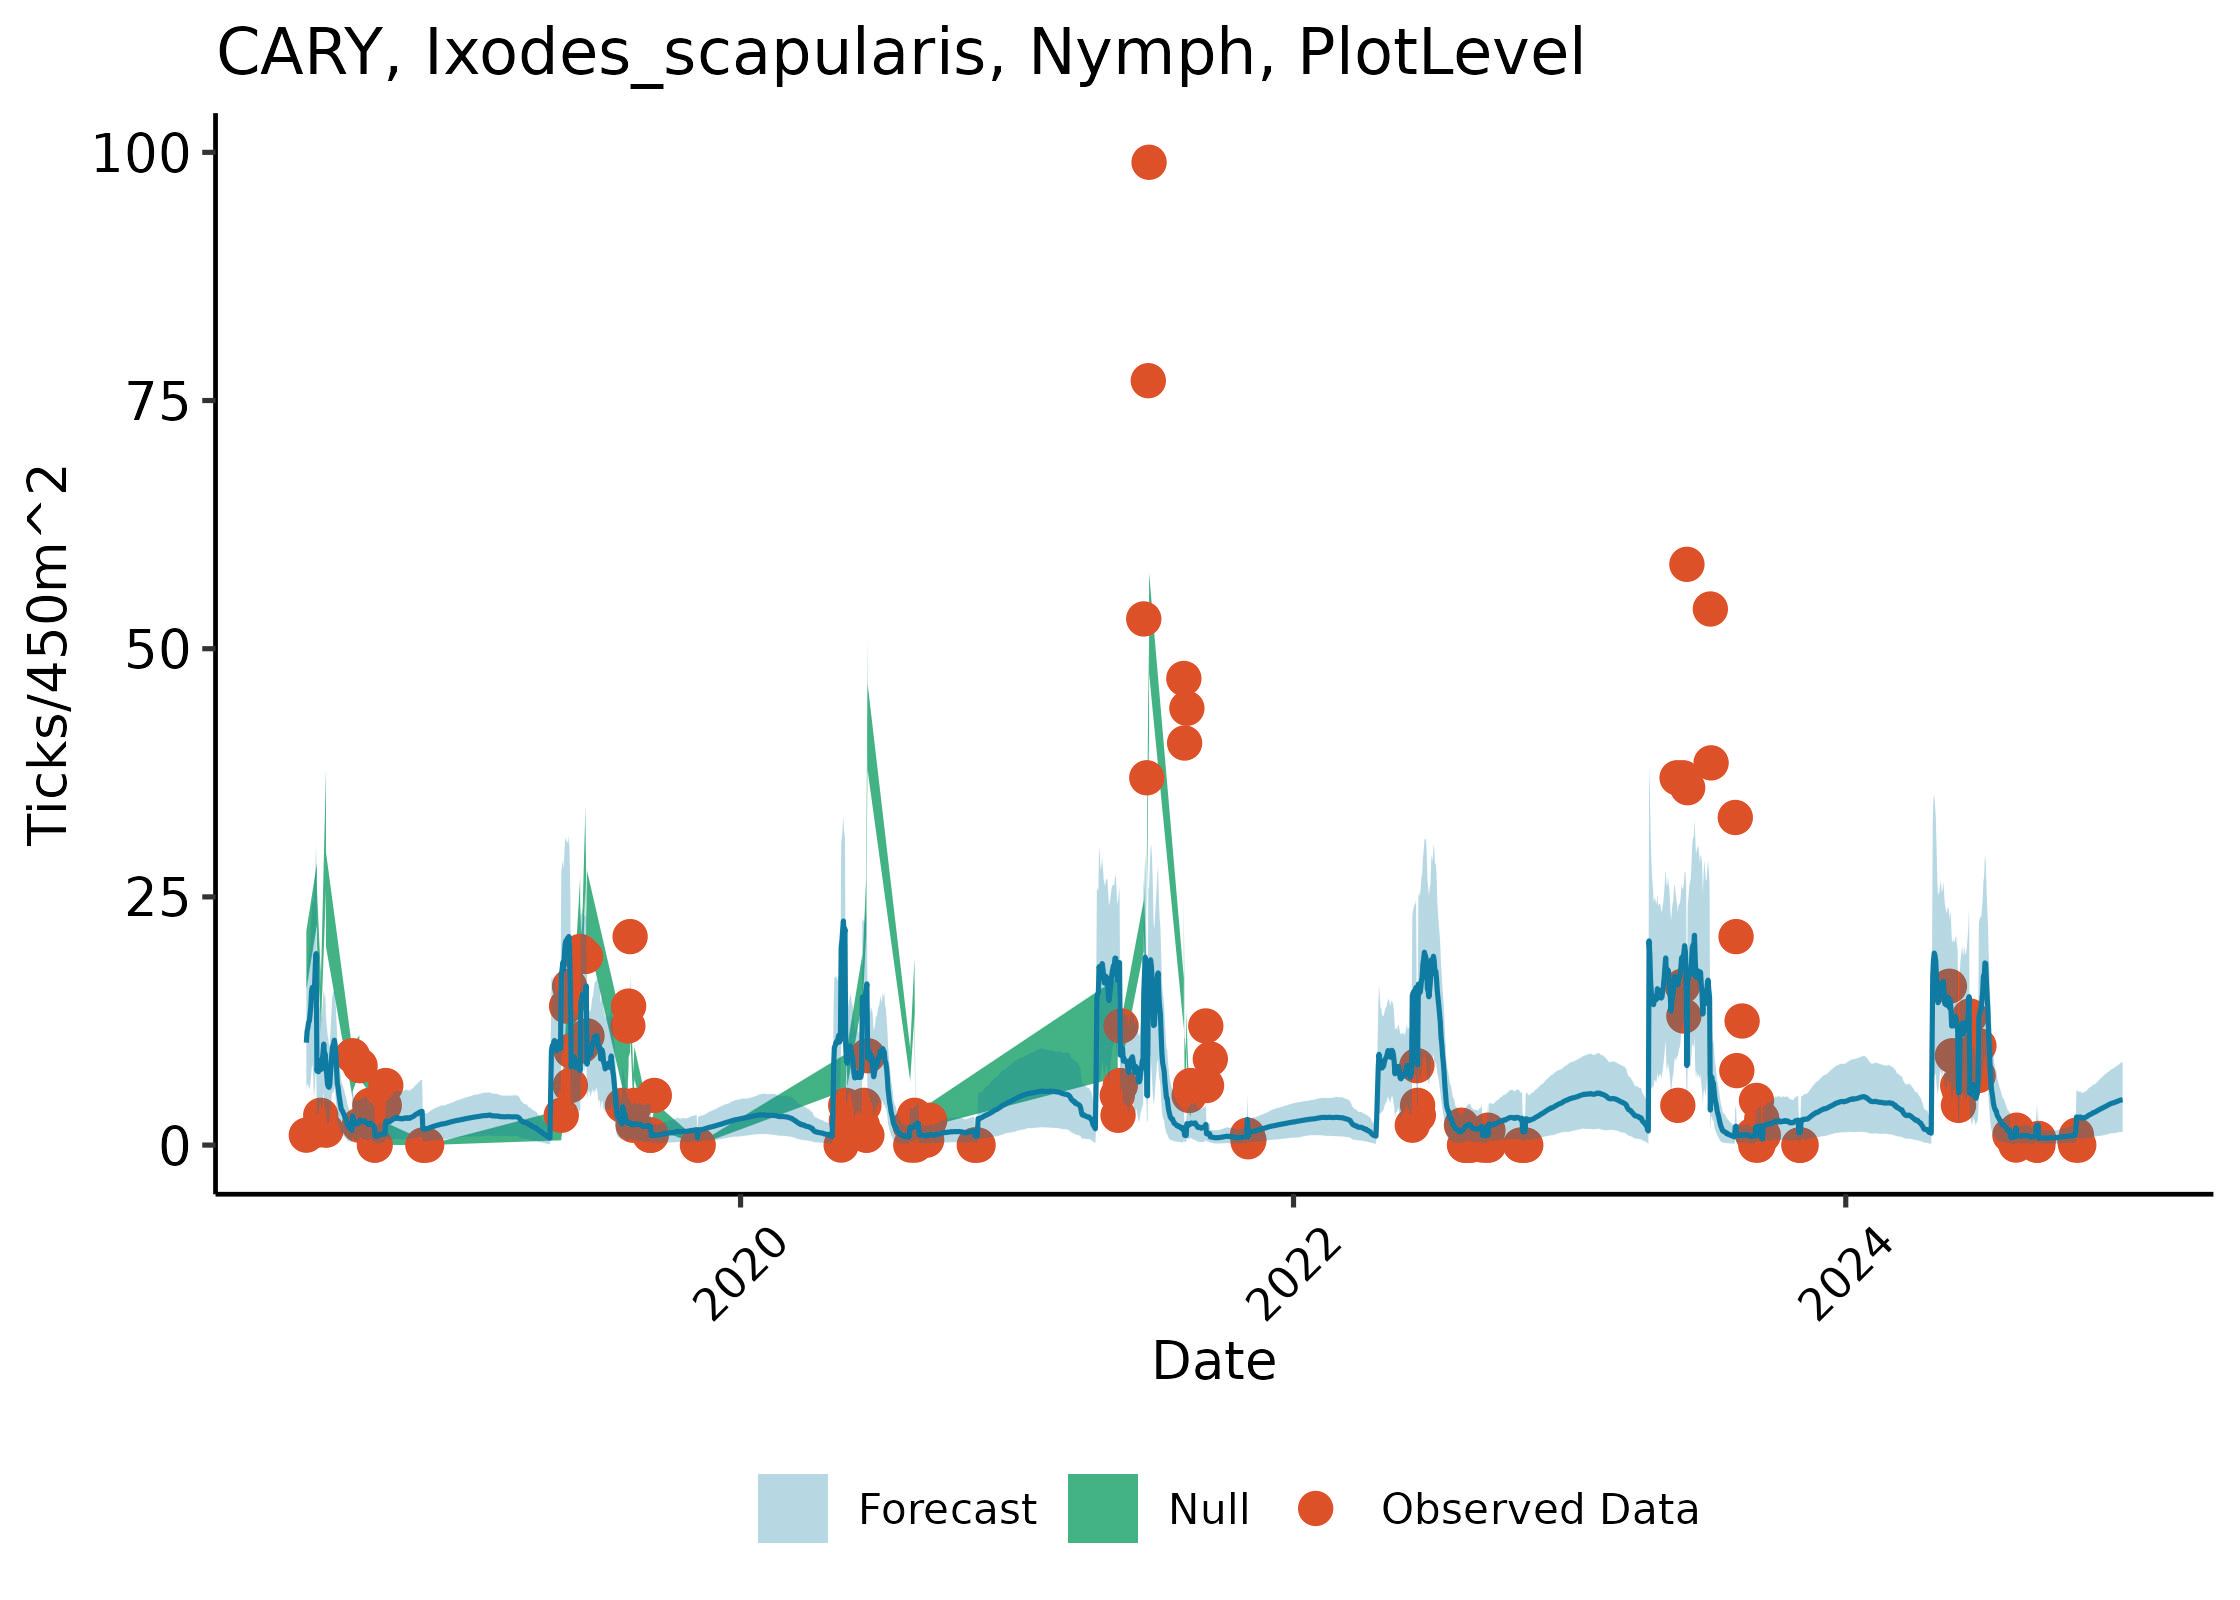 CARY, Ixodes_scapularis, Nymph, PlotLevel
100
75
50
25
0
Ticks/450m^2
2020
2022
2024
Date
Forecast
Null
Observed Data